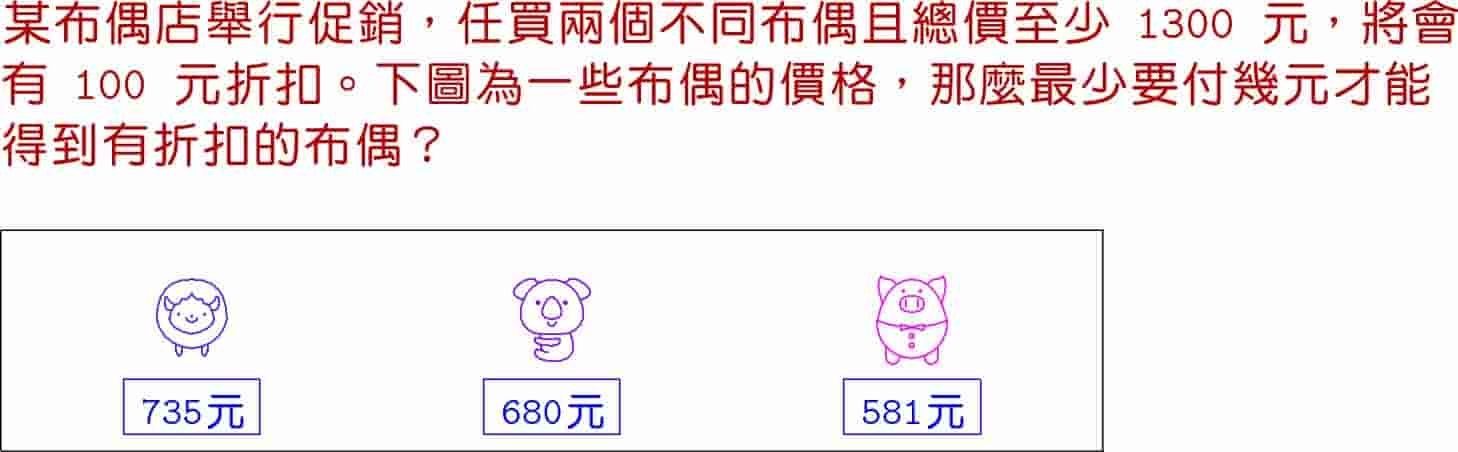 某布偶店舉行促銷，任買兩個不同布偶且總價至少 1300 元，將會
有 100 元折扣。下圖為一些布偶的價格，那麼最少要付幾元才能
得到有折扣的布偶？
735元 680元 581元